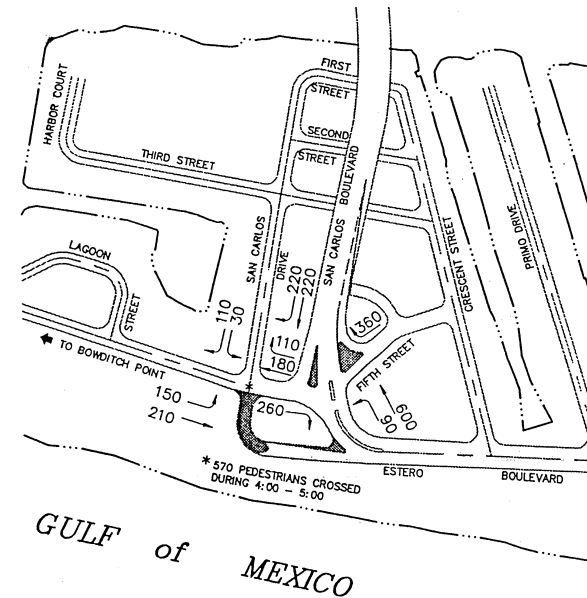 FIRST
STREET
SECOND
STREET
HARBOR COURT
THIRD STREET
SAN CARLOS
DRIVE
SAN CARLOS
BOULEVARD
CRESCENT STREET
PRIMO DRIVE
LAGOON
STREET
110
30
220
220
110
180
360
FIFTH STREET
TO BOWDITCH POINT
150
210
*
260
90
600
* 570 PEDESTRIANS CROSSED
DURING 4:00 - 5:00
ESTERO
BOULEVARD
GULF of MEXICO